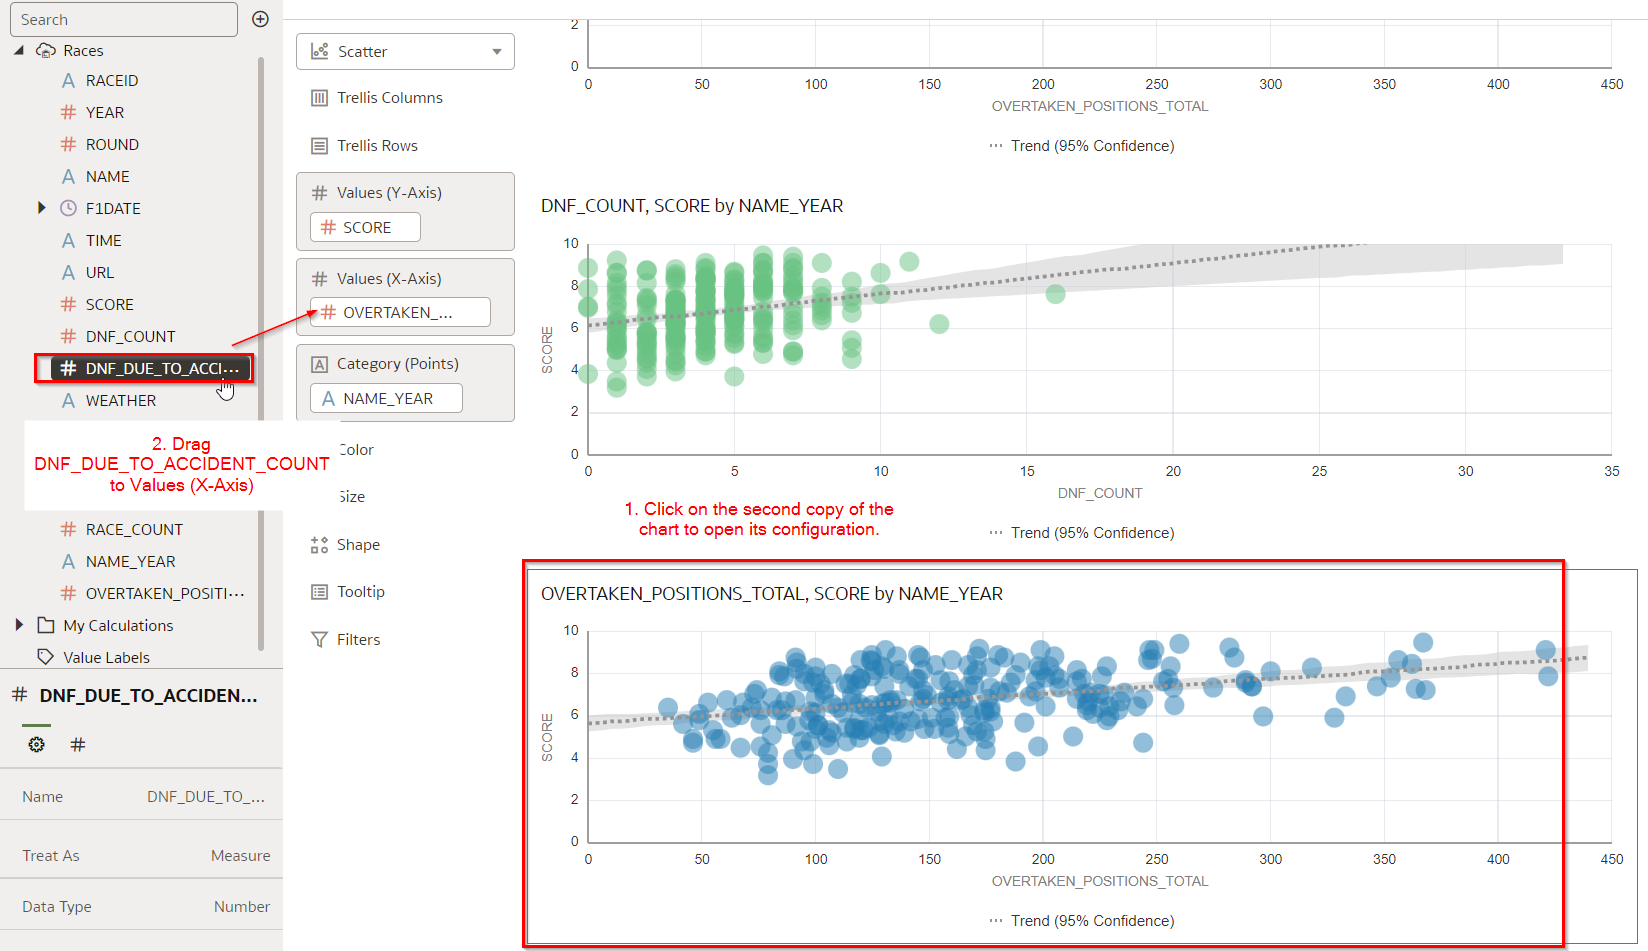 Search
Races
RACEID
YEAR
ROUND
NAME
F1DATE
TIME
URL
SCORE
DNF_COUNT
DNF_DUE_TO_ACCI...
WEATHER
2. Drag
DNF_DUE_TO_ACCIDENT_COUNT
to Values (X-Axis)
RACE_COUNT
NAME_YEAR
OVERTAKEN_POSITI...
My Calculations
Value Labels
DNF_DUE_TO_ACCIDEN...
Name DNF_DUE_TO_...
Treat As Measure
Data Type Number
Scatter
Trellis Columns
Trellis Rows
Values (Y-Axis)
SCORE
Values (X-Axis)
OVERTAKEN_...
Category (Points)
NAME_YEAR
Color
Size
Shape
Tooltip
Filters
2
0
0 50 100 150 200 250 300 350 400 450
OVERTAKEN_POSITIONS_TOTAL
Trend (95% Confidence)
DNF_COUNT, SCORE by NAME_YEAR
10
8
6
4
2
0
SCORE
0 5 10 15 20 25 30 35
DNF_COUNT
Trend (95% Confidence)
1. Click on the second copy of the
chart to open its configuration.
OVERTAKEN_POSITIONS_TOTAL, SCORE by NAME_YEAR
10
8
6
4
2
0
SCORE
0 50 100 150 200 250 300 350 400 450
OVERTAKEN_POSITIONS_TOTAL
Trend (95% Confidence)